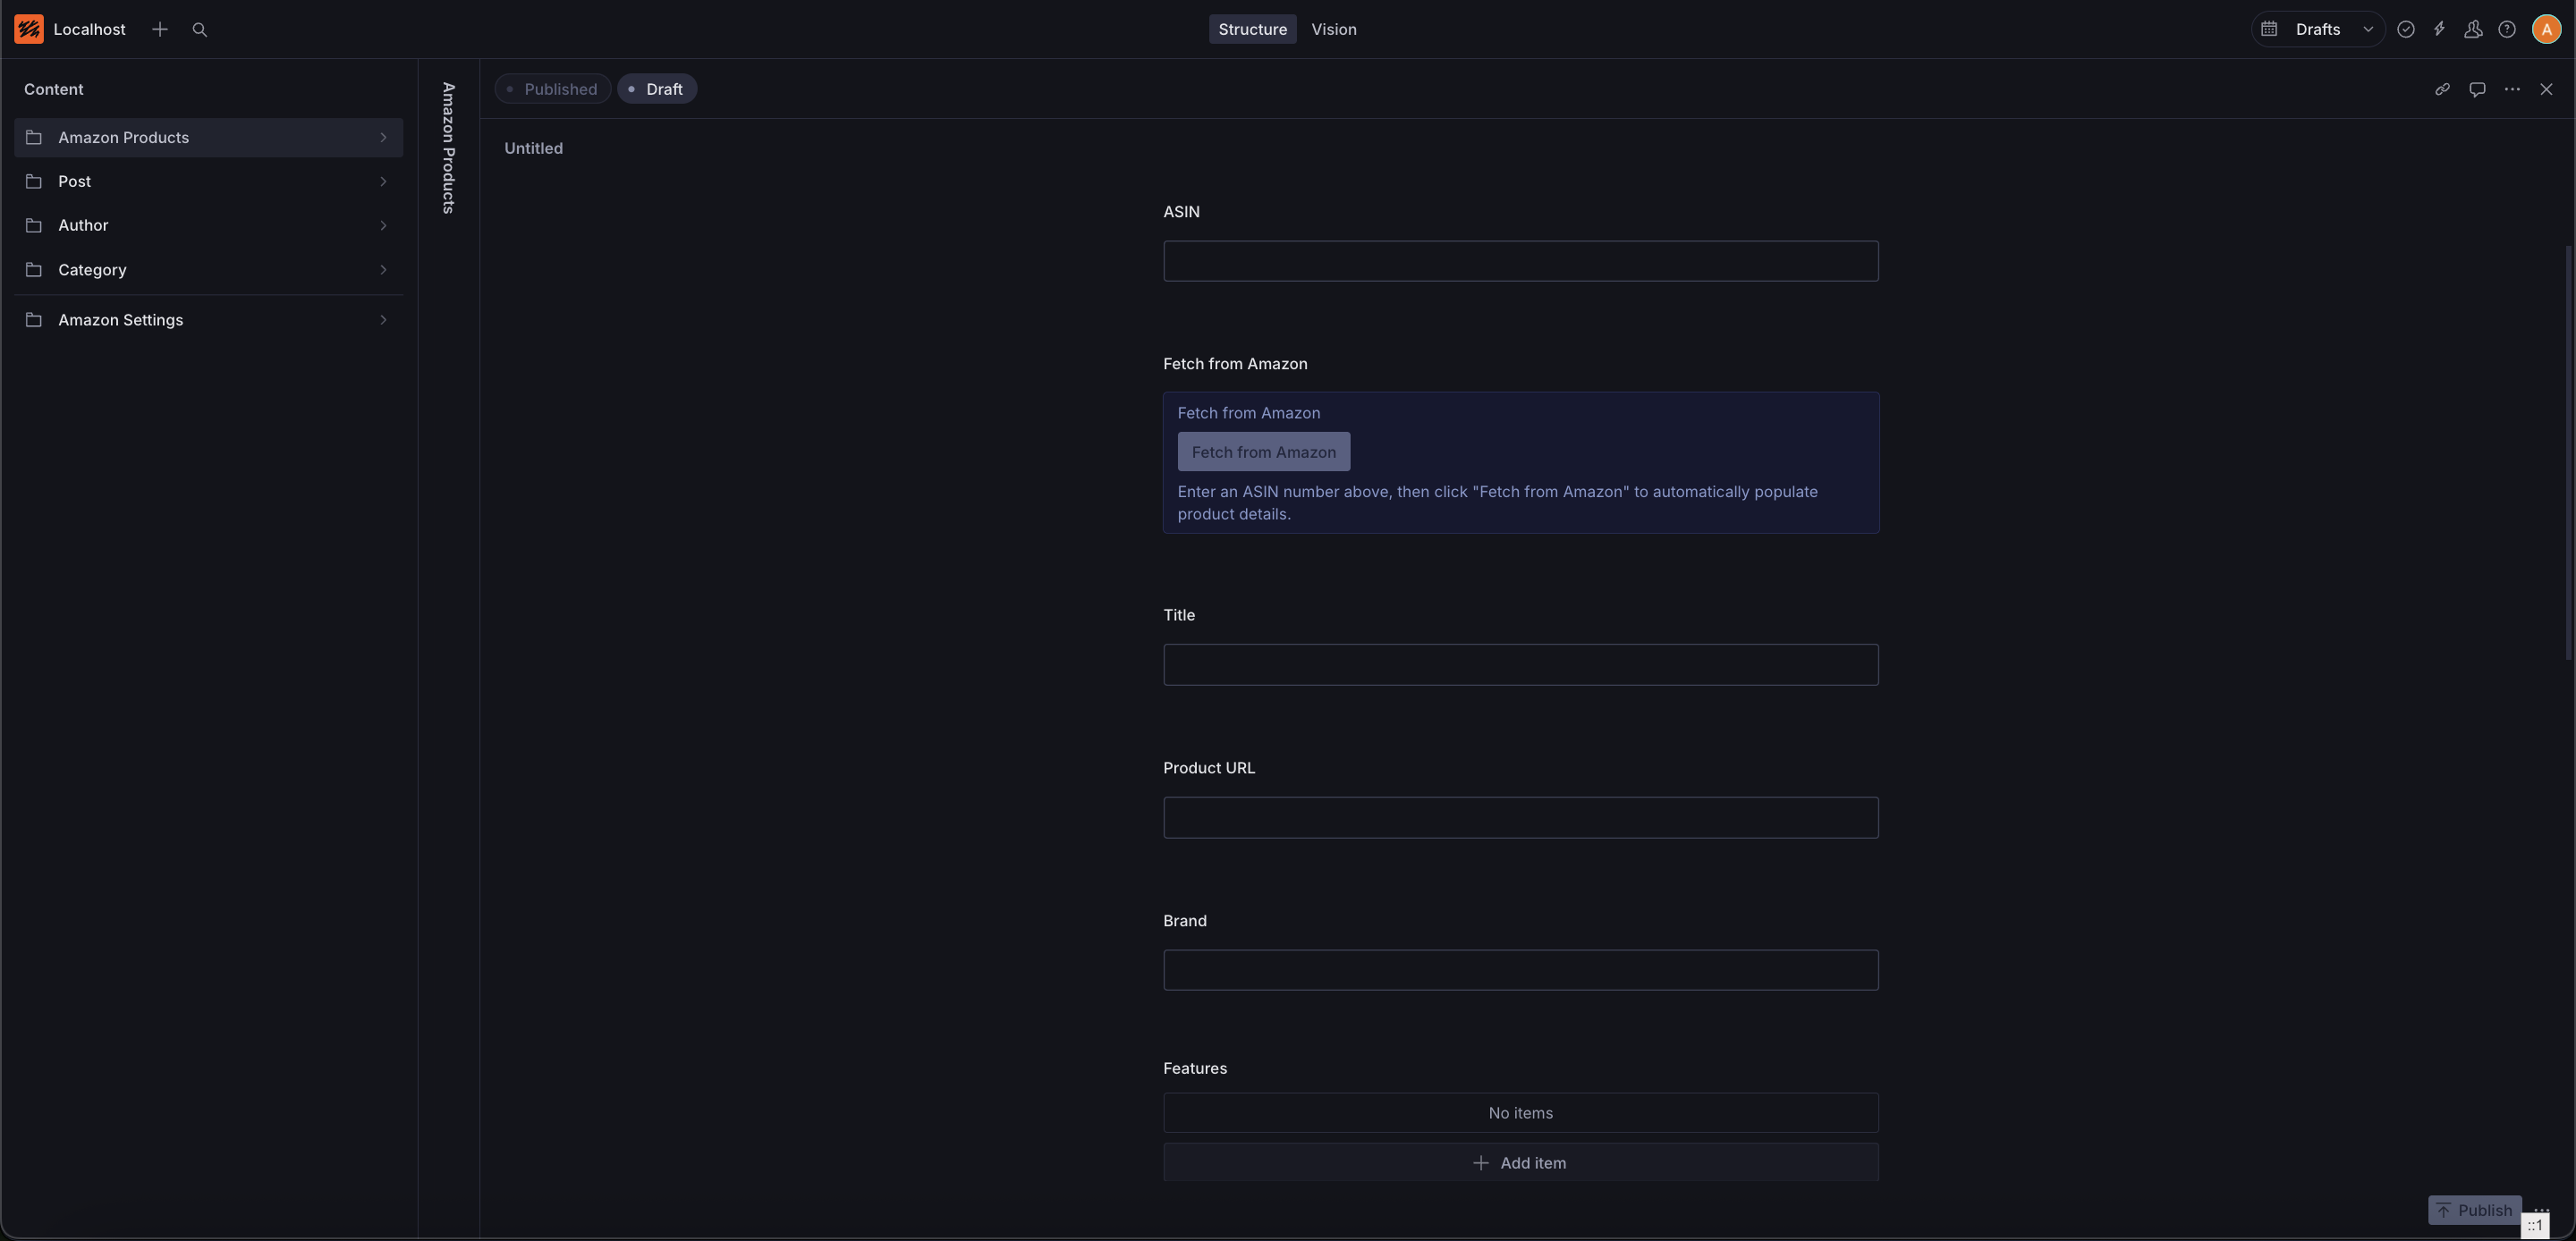 Localhost
Structure
Vision
Drafts
A
Content
Amazon Products
Post
Author
Category
Amazon Settings
Amazon Products
Published
Draft
Untitled
ASIN
Fetch from Amazon
Fetch from Amazon
Fetch from Amazon
Enter an ASIN number above, then click "Fetch from Amazon" to automatically populate
product details.
Title
Product URL
Brand
Features
No items
Add item
Publish
::1